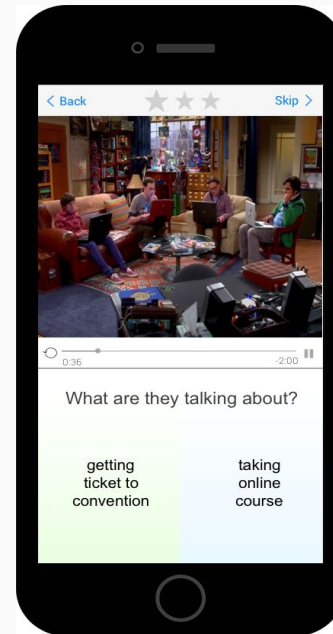 < Back Skip >
0:36 -2:00
What are they talking about?
getting
ticket to
convention
taking
online
course